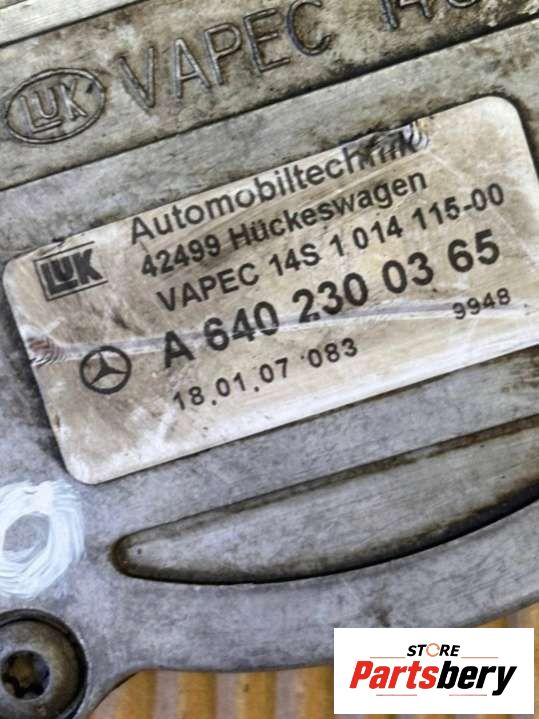 LUK VAPEC 14S
Automobiltechnik
42499 Hückeswagen
LUK
VAPEC 14S 1 014 115-00
A 640 230 03 65
18.01.07 083
9948
STORE
Partsbery